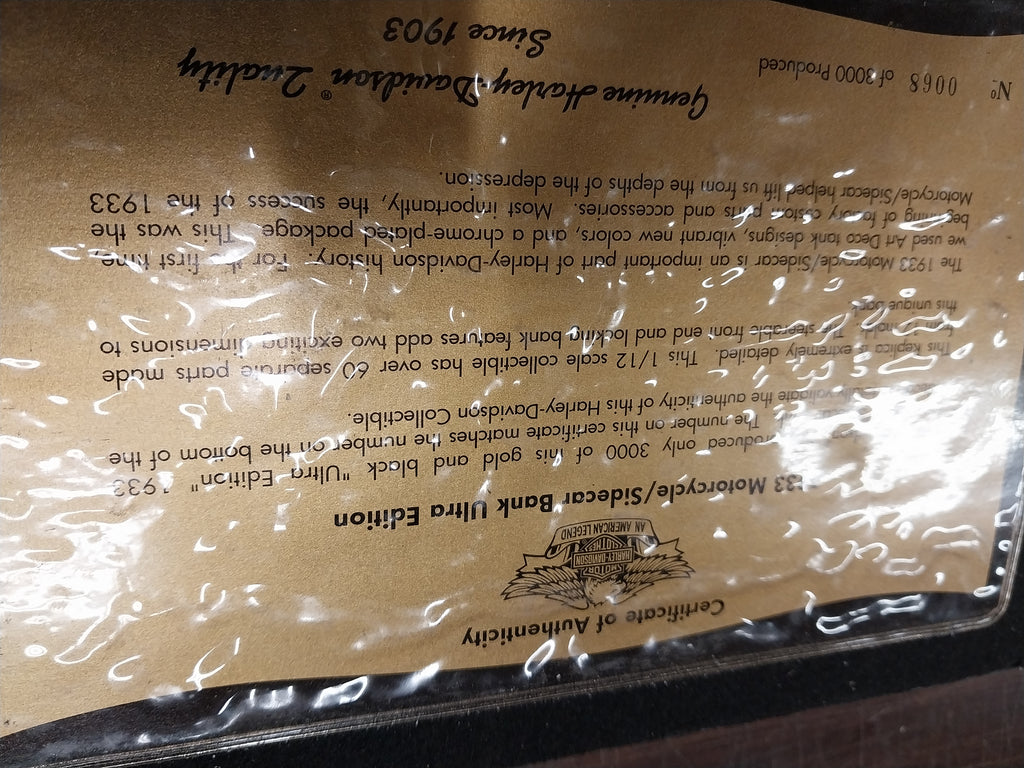 Certificate of Authenticity
MOTOR
HARLEY-DAVIDSON
CLOTHES
AN AMERICAN LEGEND
33 Motorcycle/Sidecar Bank Ultra Edition
produced only 3000 of this gold and black "Ultra Edition" 1933
The number on this certificate matches the number on the bottom of the
validate the authenticity of this Harley-Davidson Collectible.
This replica is extremely detailed. This 1/12 scale collectible has over 60 separate parts made
from The steerable front end and locking bank features add two exciting dimensions to
this unique bank.
The 1933 Motorcycle/Sidecar is an important part of Harley-Davidson history. For the first time,
we used Art Deco tank designs, vibrant new colors, and a chrome-plated package. This was the
beginning of factory custom parts and accessories. Most importantly, the success of the 1933
Motorcycle/Sidecar helped lift us from the depths of the depression.
Nº 0068 of 3000 Produced
Genuine Harley-Davidson® Quality
Since 1903